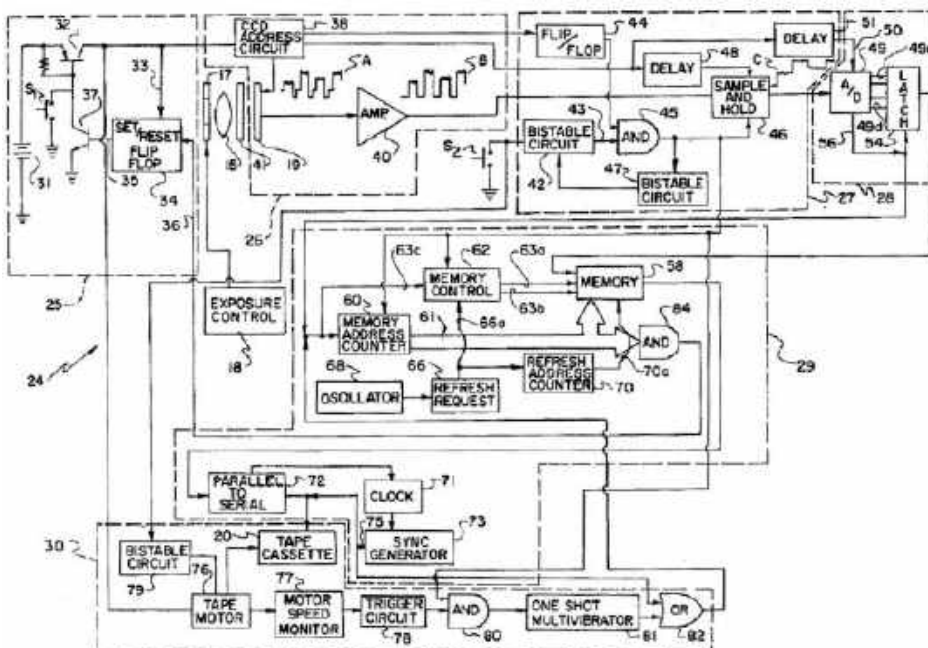 32
CCD
ADDRESS
CIRCUIT
38
44
FLIP
FLOP
51
50
DELAY
48
DELAY
C
49
49a
33
17
A
B
S1
37
SET/RESET
FLIP
FLOP
31
35
34
36
16
41
19
AMP
40
S2
43
45
AND
BISTABLE
CIRCUIT
42
47
BISTABLE
CIRCUIT
SAMPLE
AND
HOLD
46
A/D
49d
56
54
LATCH
27
28
26
25
EXPOSURE
CONTROL
18
24
63c
62
63a
58
MEMORY
CONTROL
63b
MEMORY
60
MEMORY
ADDRESS
COUNTER
61
66a
84
AND
29
68
OSCILLATOR
66
REFRESH
REQUEST
REFRESH
ADDRESS
COUNTER
70
70a
PARALLEL
TO
SERIAL
72
CLOCK
71
30
BISTABLE
CIRCUIT
79
20
TAPE
CASSETTE
75
SYNC
GENERATOR
73
76
TAPE
MOTOR
77
MOTOR
SPEED
MONITOR
TRIGGER
CIRCUIT
78
AND
80
ONE SHOT
MULTIVIBRATOR
81
OR
82